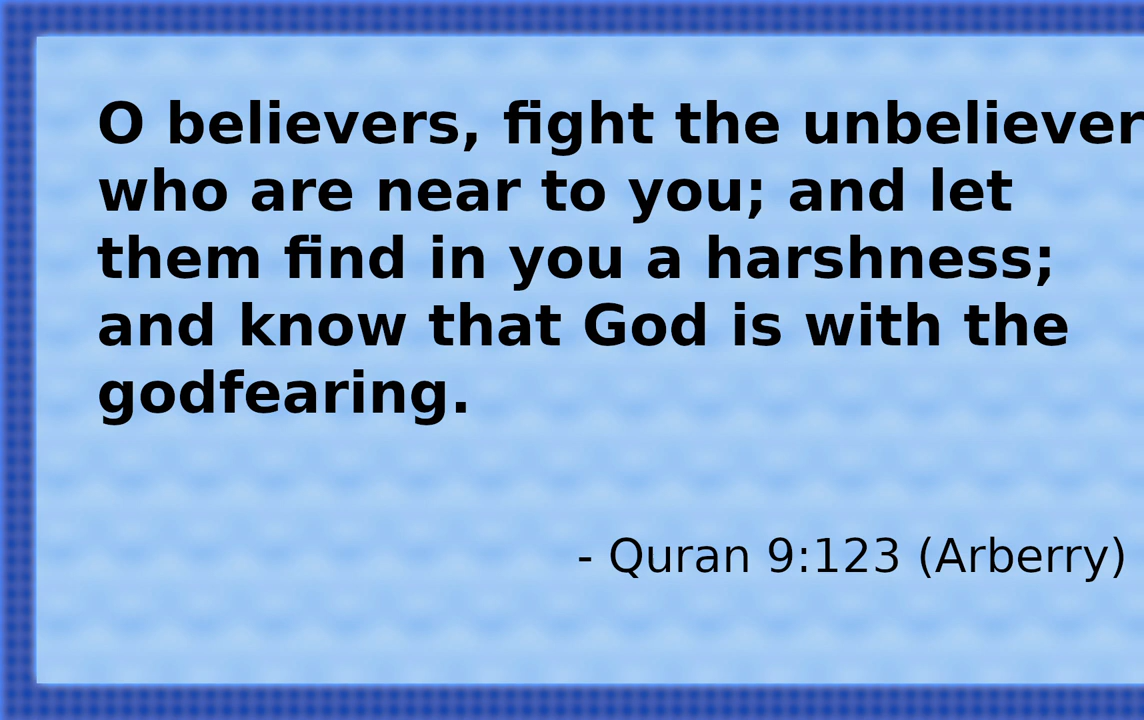 O believers, fight the unbeliever
who are near to you; and let
them find in you a harshness;
and know that God is with the
godfearing.
- Quran 9:123 (Arberry)